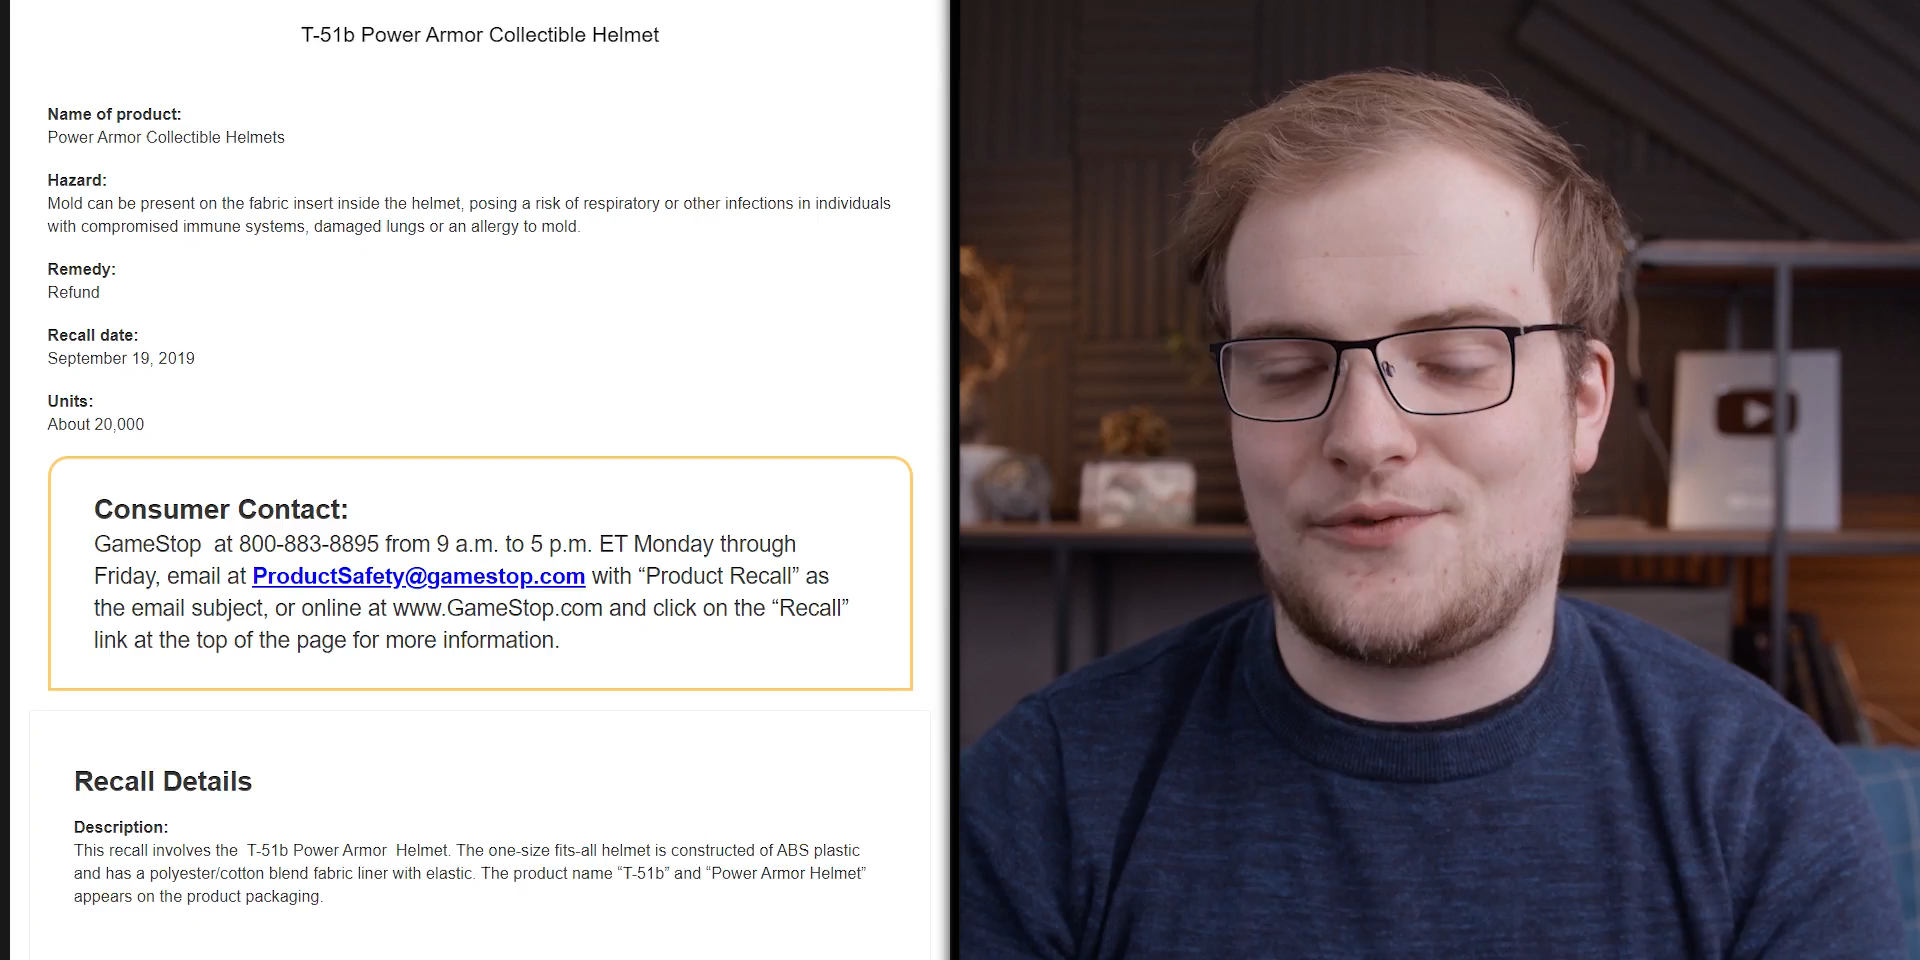 T-51b Power Armor Collectible Helmet
Name of product:
Power Armor Collectible Helmets
Hazard:
Mold can be present on the fabric insert inside the helmet, posing a risk of respiratory or other infections in individuals
with compromised immune systems, damaged lungs or an allergy to mold.
Remedy:
Refund
Recall date:
September 19, 2019
Units:
About 20,000
Consumer Contact:
GameStop  at 800-883-8895 from 9 a.m. to 5 p.m. ET Monday through
Friday, email at ProductSafety@gamestop.com with “Product Recall” as
the email subject, or online at www.GameStop.com and click on the “Recall”
link at the top of the page for more information.
Recall Details
Description:
This recall involves the  T-51b Power Armor  Helmet. The one-size fits-all helmet is constructed of ABS plastic
and has a polyester/cotton blend fabric liner with elastic. The product name “T-51b” and “Power Armor Helmet”
appears on the product packaging.